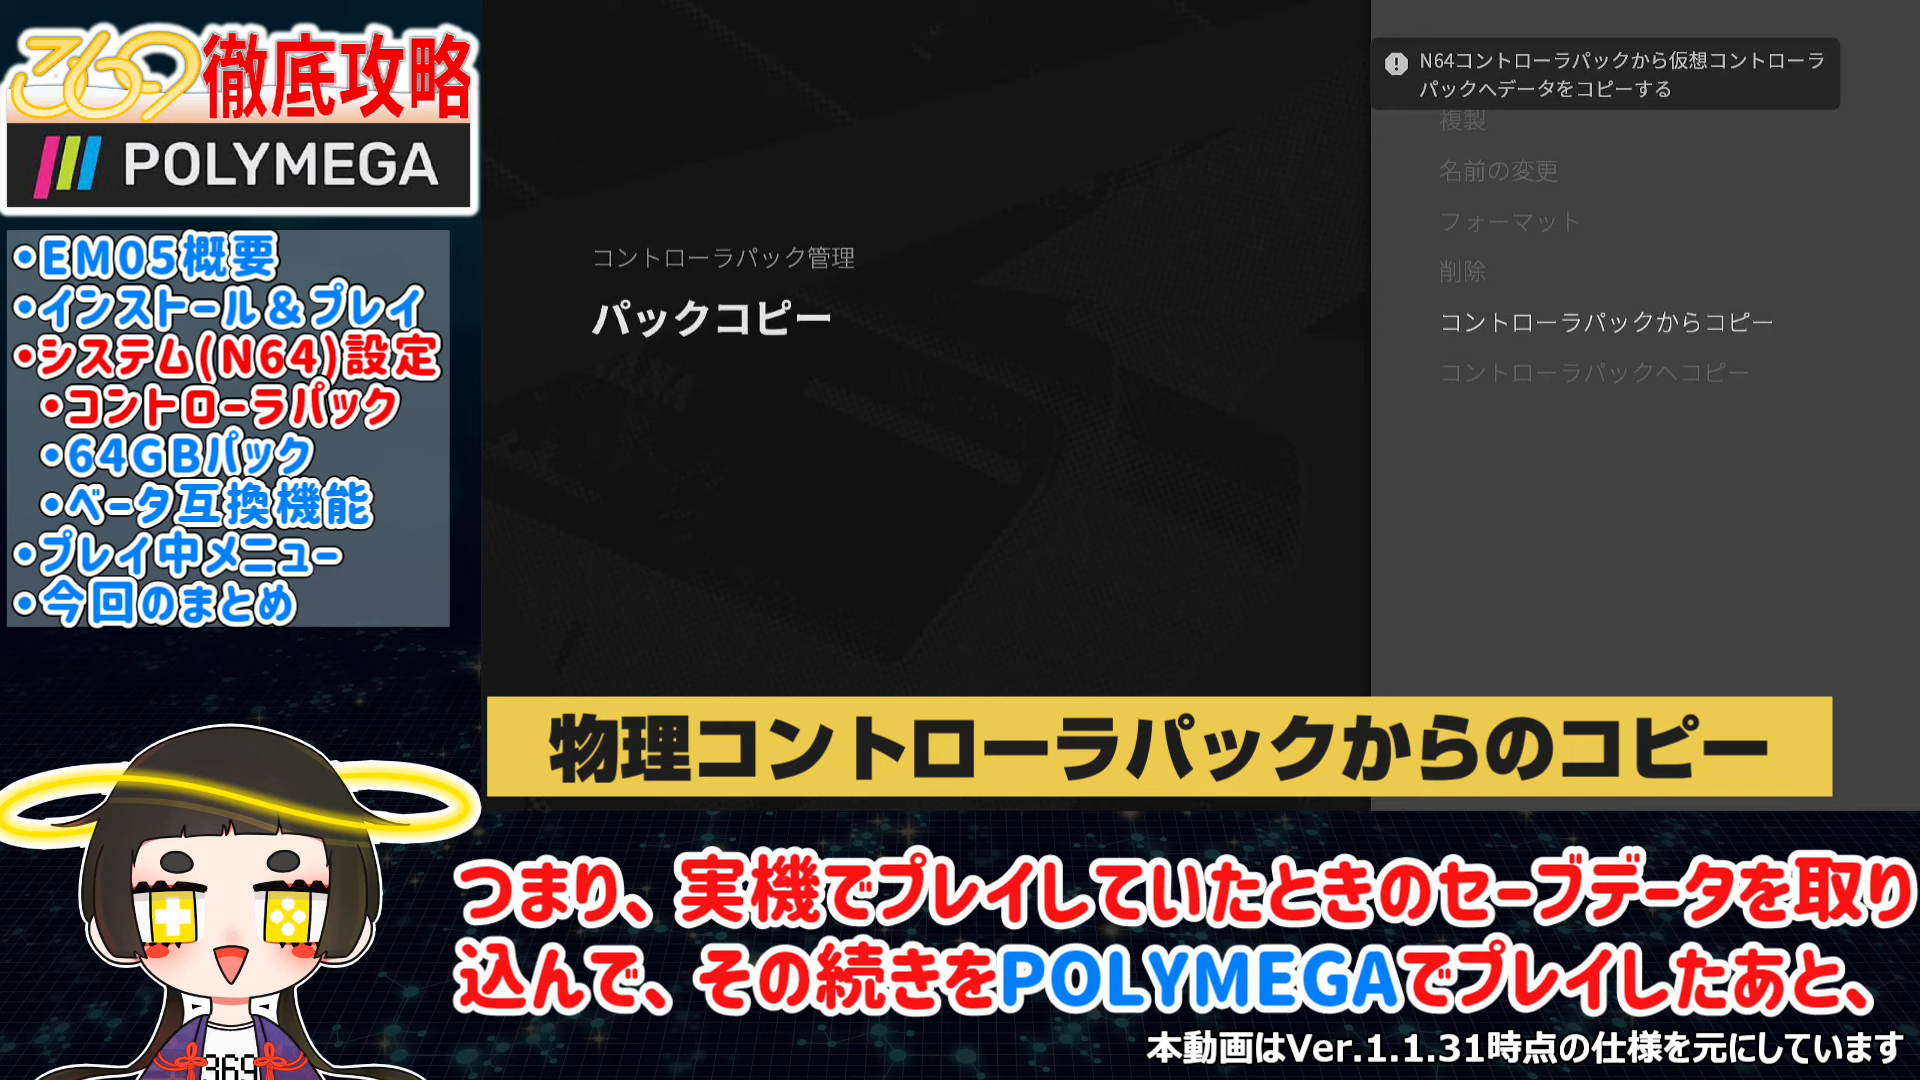 369徹底攻略
POLYMEGA
•EM05概要
•インストール＆プレイ
•システム(N64)設定
•コントローラパック
•64GBパック
•ベータ互換機能
•プレイ中メニュー
•今回のまとめ
コントローラパック管理
パックコピー
N64コントローラパックから仮想コントローラ
パックへデータをコピーする
複製
名前の変更
フォーマット
削除
コントローラパックからコピー
コントローラパックへコピー
物理コントローラパックからのコピー
つまり、実機でプレイしていたときのセーブデータを取り
込んで、その続きをPOLYMEGAでプレイしたあと、
本動画はVer.1.1.31時点の仕様を元にしています
369